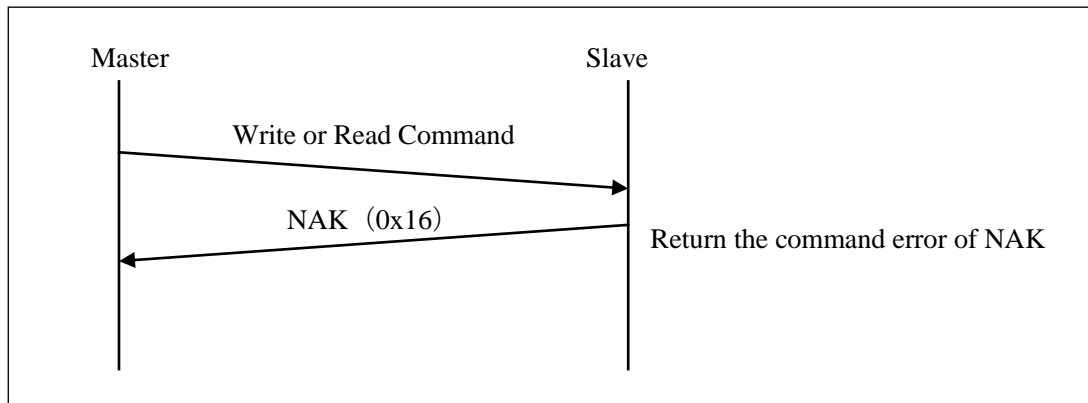 Master
Slave
Write or Read Command
NAK（0x16）
Return the command error of NAK